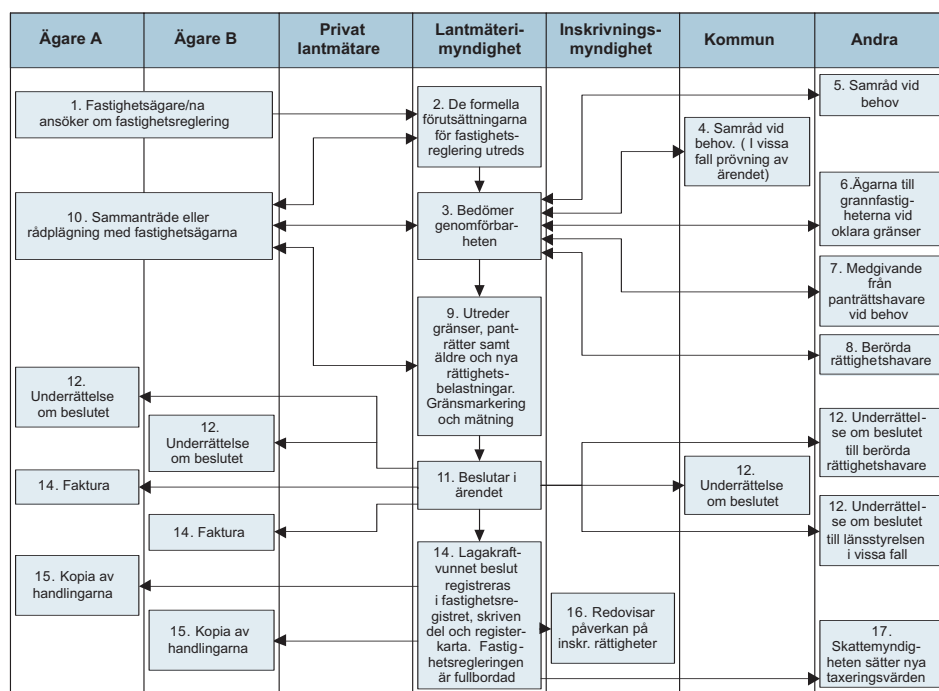 Ägare A
Ägare B
Privat
lantmätare
Lantmäteri-
myndighet
Inskrivnings-
myndighet
Kommun
Andra
1. Fastighetsägare/na
ansöker om fastighetsreglering
2. De formella
förutsättningarna
för fastighets-
reglering utreds
5. Samråd vid
behov
4. Samråd vid
behov. ( I vissa
fall prövning av
ärendet)
10. Sammanträde eller
rådplägning med fastighetsägarna
3. Bedömer
genomförbar-
heten
6.Ägarna till
grannfastig-
heterna vid
oklara gränser
7. Medgivande
från
panträttshavare
vid behov
9. Utreder
gränser, pant-
rätter samt
äldre och nya
rättighets-
belastningar.
Gränsmarkering
och mätning
8. Berörda
rättighetshavare
12.
Underrättelse
om beslutet
12.
Underrättelse
om beslutet
12. Underrättel-
se om beslutet
till berörda
rättighetshavare
14. Faktura
11. Beslutar i
ärendet
12.
Underrättelse
om beslutet
14. Faktura
12. Underrättel-
se om beslutet
till länsstyrelsen
i vissa fall
15. Kopia av
handlingarna
14. Lagakraft-
vunnet beslut
registreras
i fastighetsre-
gistret, skriven
del och register-
karta. Fastig-
hetsregleringen
är fullbordad
15. Kopia av
handlingarna
16. Redovisar
påverkan på
inskr. rättigheter
17.
Skattemyndig-
heten sätter nya
taxeringsvärden